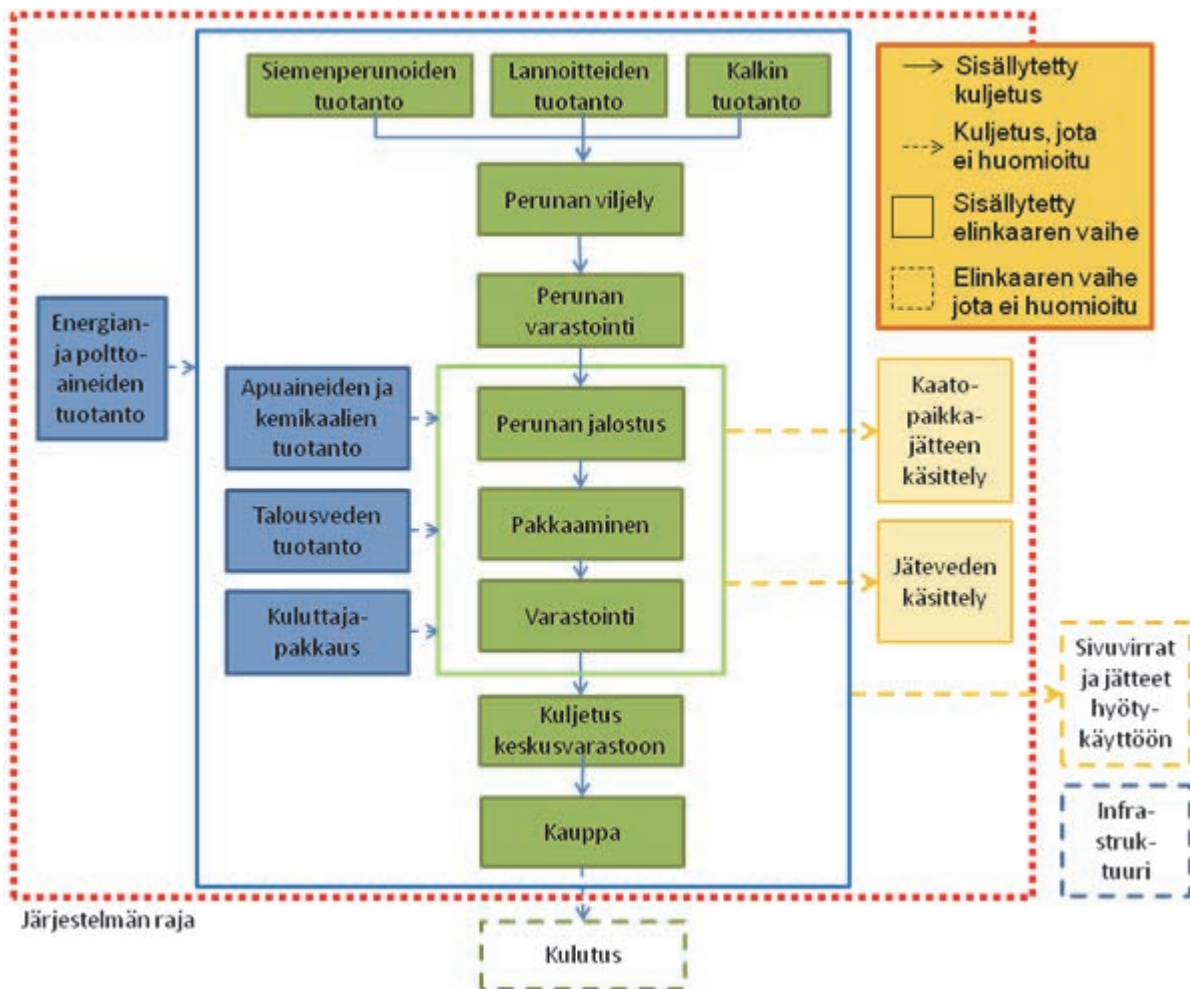 Siemenperunoiden
tuotanto
Lannoitteiden
tuotanto
Kalkin
tuotanto
Sisällytetty
kuljetus
Kuljetus, jota
ei huomioitu
Sisällytetty
elinkaaren vaihe
Elinkaaren vaihe
jota ei huomioitu
Perunan viljely
Perunan
varastointi
Energian-
ja poltto-
aineiden
tuotanto
Apuaineiden ja
kemikaalien
tuotanto
Perunan jalostus
Kaato-
paikka-
jätteen
käsittely
Talousveden
tuotanto
Pakkaaminen
Jäteveden
käsittely
Kuluttaja-
pakkaus
Varastointi
Sivuvirrat
ja jätteet
hyöty-
käyttöön
Kuljetus
keskusvarastoon
Kauppa
Infra-
struk-
tuuri
Järjestelmän raja
Kulutus